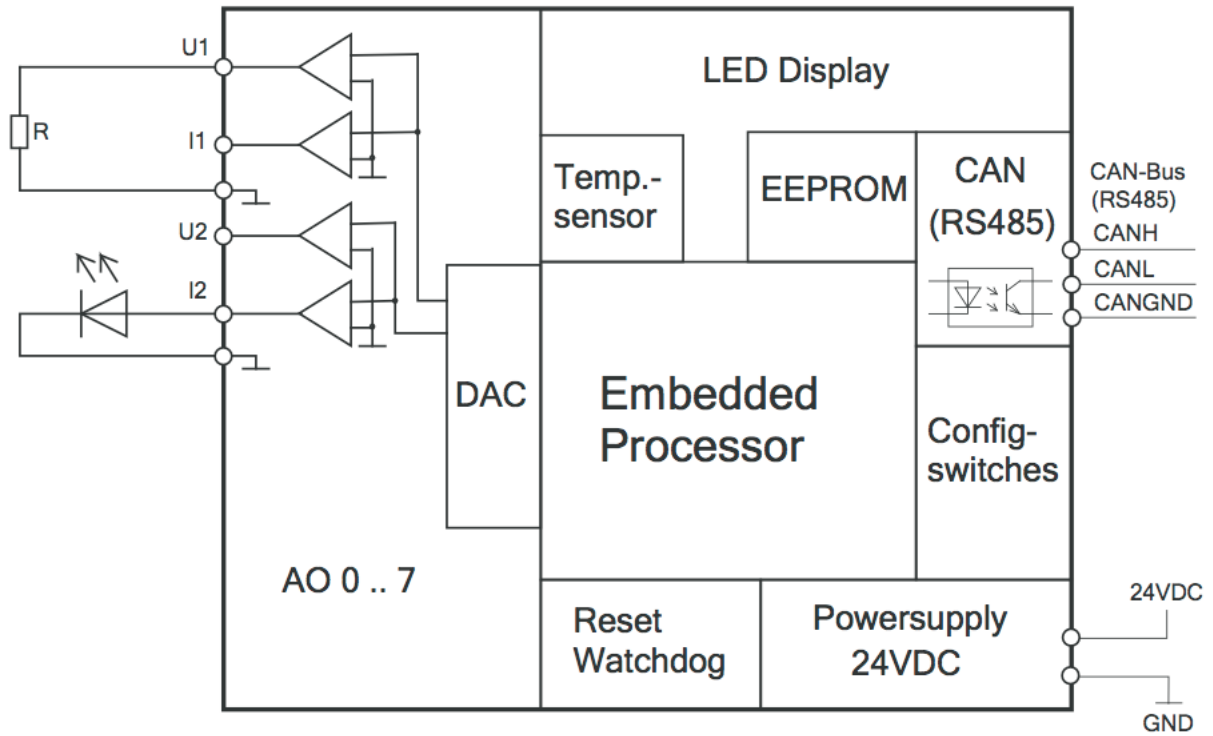 U1
R
I1
U2
I2
AO 0 .. 7
DAC
LED Display
Temp.-
sensor
EEPROM
CAN
(RS485)
Embedded
Processor
Config-
switches
Reset
Watchdog
Powersupply
24VDC
CAN-Bus
(RS485)
CANH
CANL
CANGND
24VDC
GND